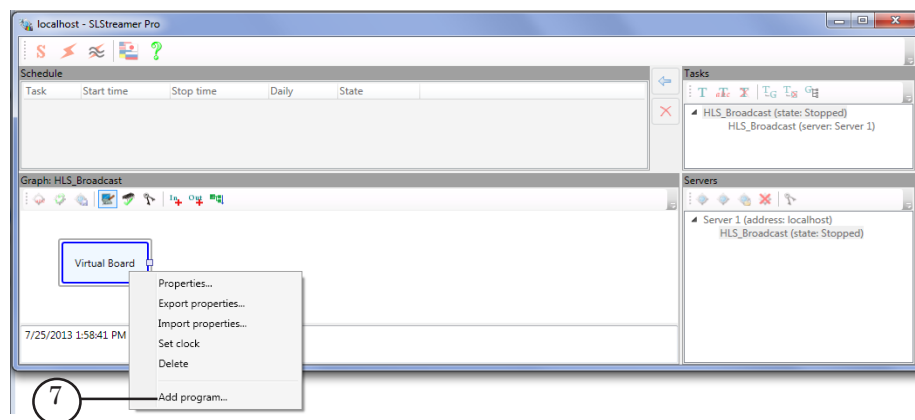 localhost - SLStreamer Pro
S ?
Schedule
Task Start time Stop time Daily State
Tasks
HLS_Broadcast (state: Stopped)
HLS_Broadcast (server: Server 1)
Graph: HLS_Broadcast
Servers
Server 1 (address: localhost)
HLS_Broadcast (state: Stopped)
Virtual Board
Properties...
Export properties...
Import properties...
Set clock
Delete
Add program...
7/25/2013 1:58:41 PM
7